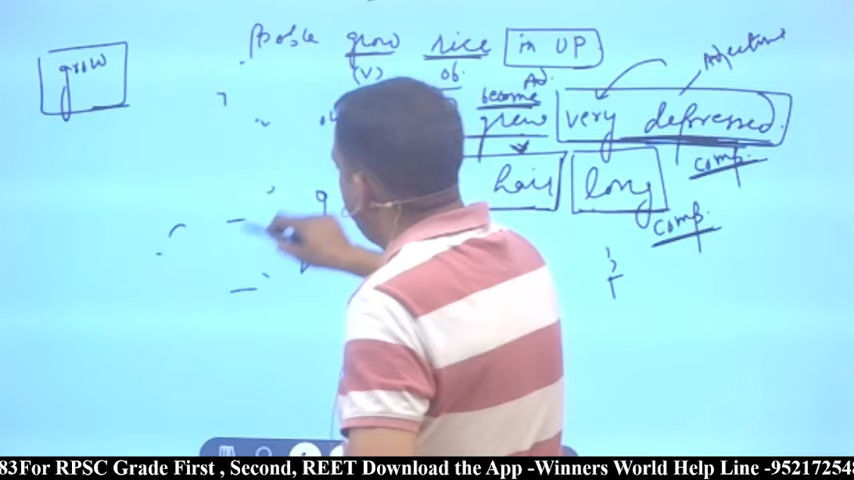 grow
People grow rice in UP
(V) ob. Ad.
Adjective
become
grew very depressed
comp.
hair long
comp.
83For RPSC Grade First , Second, REET Download the App -Winners World Help Line -952172548